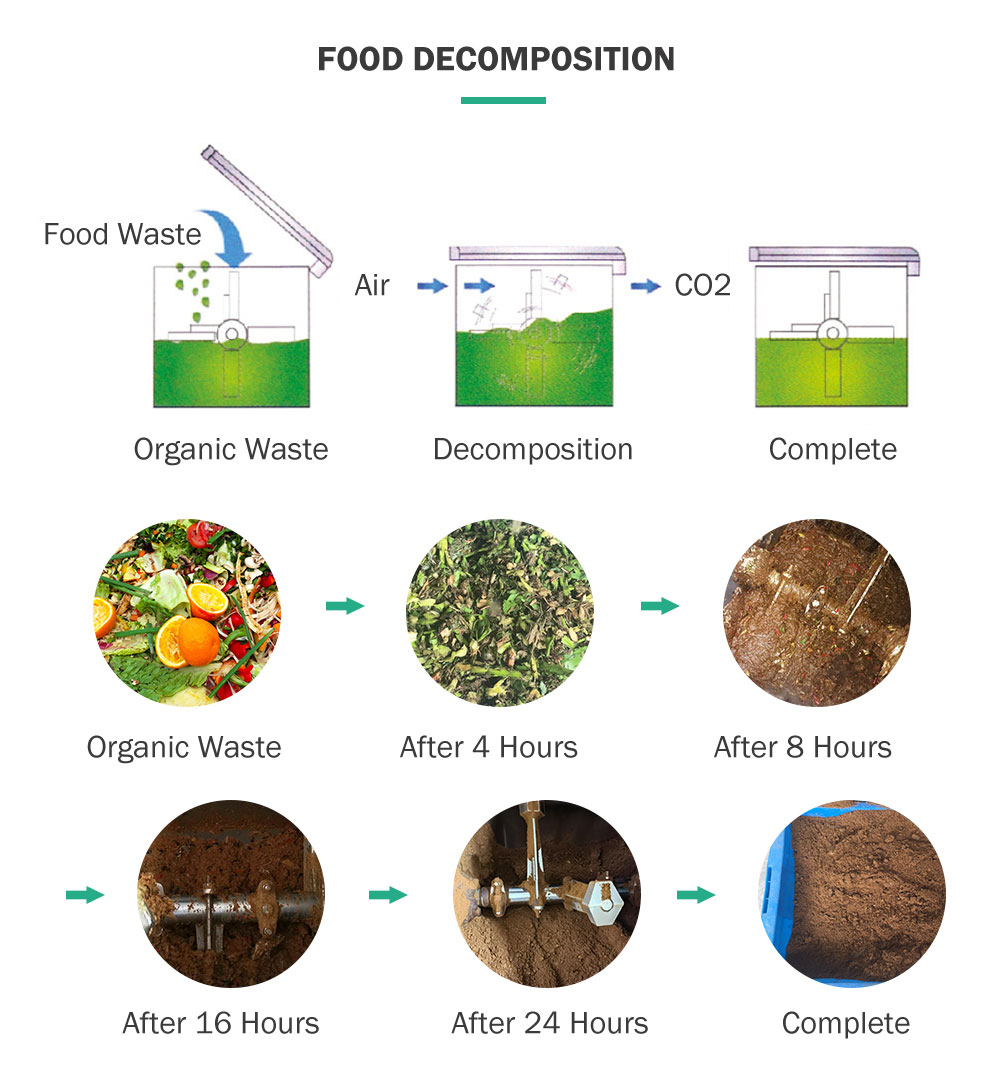 FOOD DECOMPOSITION
Food Waste
Air
CO2
Organic Waste
Decomposition
Complete
Organic Waste
After 4 Hours
After 8 Hours
After 16 Hours
After 24 Hours
Complete